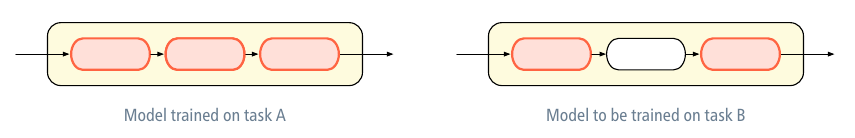 Model trained on task A
Model to be trained on task B